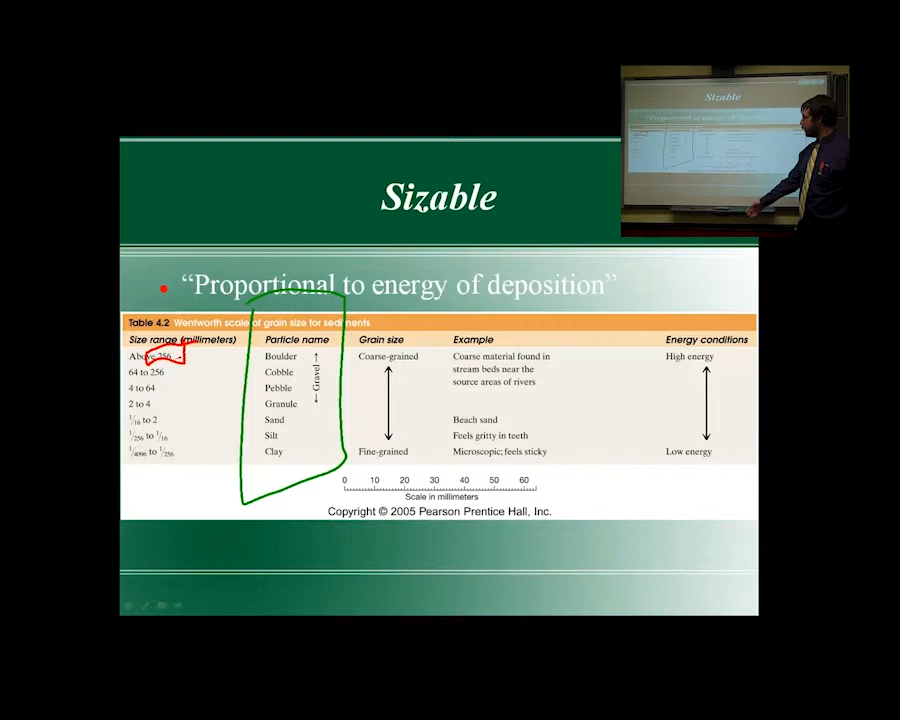 Sizable
• “Proportional to energy of deposition”
Table 4.2 Wentworth scale of grain size for sediments
Size range (millimeters) Particle name Grain size Example Energy conditions
Above 256 Boulder Coarse-grained Coarse material found in High energy
64 to 256 Cobble stream beds near the
4 to 64 Pebble source areas of rivers
2 to 4 Granule
← Gravel →
1/16 to 2 Sand Beach sand
1/256 to 1/16 Silt Feels gritty in teeth
1/4096 to 1/256 Clay Fine-grained Microscopic; feels sticky Low energy
0 10 20 30 40 50 60
Scale in millimeters
Copyright © 2005 Pearson Prentice Hall, Inc.
Sizable
"Proportional to energy of